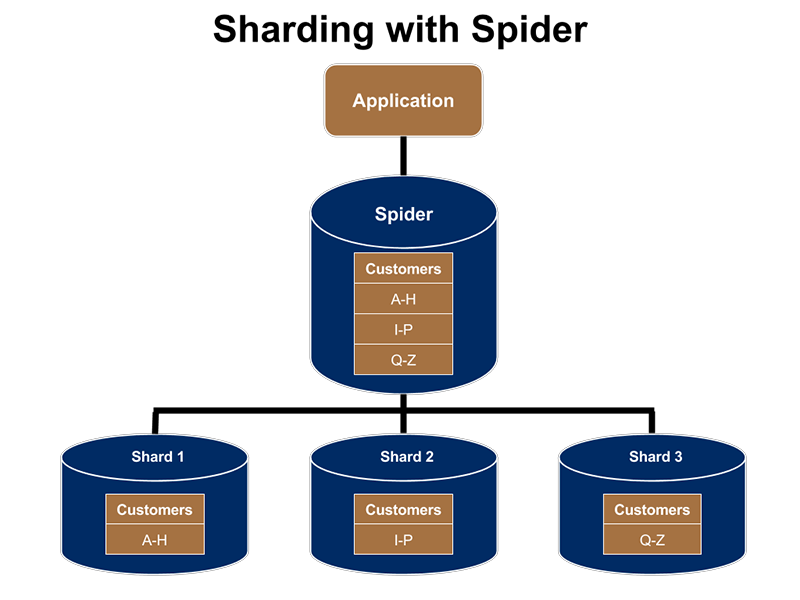 Sharding with Spider
Application
Spider
Customers
A-H
I-P
Q-Z
Shard 1
Customers
A-H
Shard 2
Customers
I-P
Shard 3
Customers
Q-Z